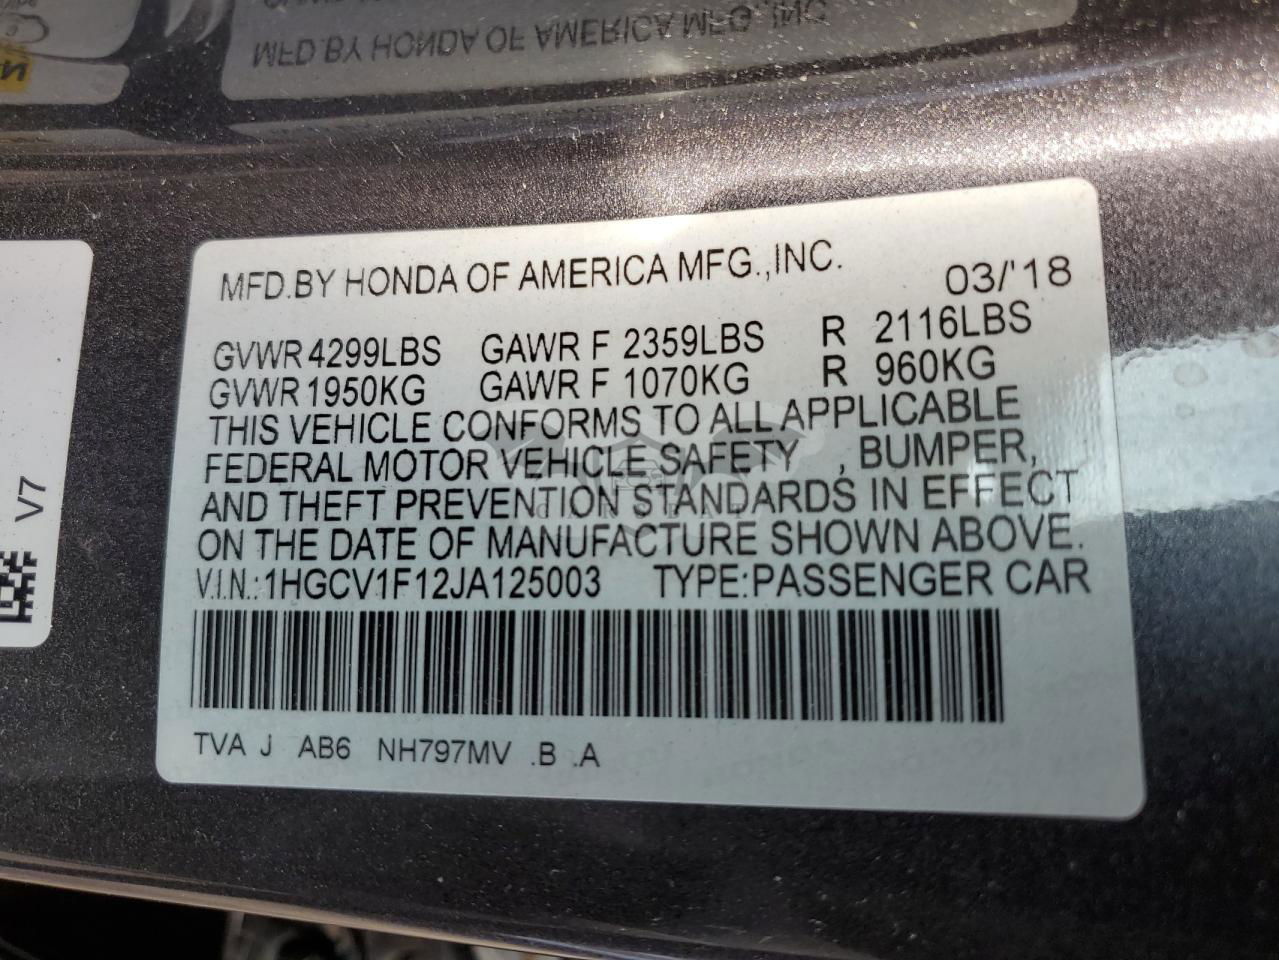 MFD.BY HONDA OF AMERICA MFG.,INC.
MFD.BY HONDA OF AMERICA MFG.,INC. 03/'18
GVWR 4299LBS GAWR F 2359LBS R 2116LBS
GVWR 1950KG GAWR F 1070KG R 960KG
THIS VEHICLE CONFORMS TO ALL APPLICABLE
FEDERAL MOTOR VEHICLE SAFETY , BUMPER,
AND THEFT PREVENTION STANDARDS IN EFFECT
ON THE DATE OF MANUFACTURE SHOWN ABOVE.
V.I.N.:1HGCV1F12JA125003 TYPE:PASSENGER CAR
TVA J AB6 NH797MV .B .A
V7